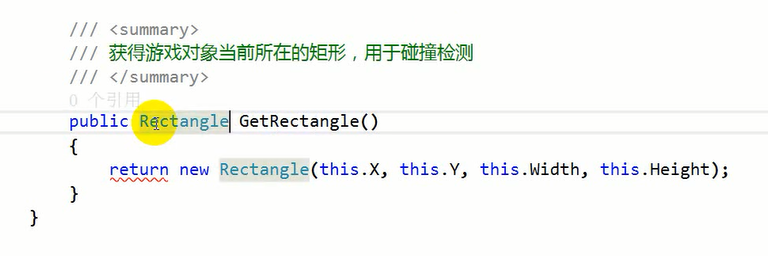 /// <summary>
/// 获得游戏对象当前所在的矩形，用于碰撞检测
/// </summary>
0 个引用
public Rectangle GetRectangle()
{
return new Rectangle(this.X, this.Y, this.Width, this.Height);
}
}